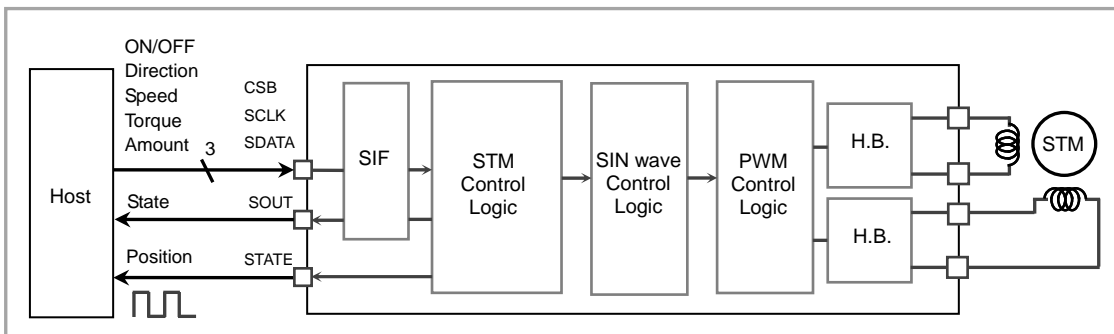 ON/OFF
Direction
Speed
Torque
Amount
3
CSB
SCLK
SDATA
Host
State
SOUT
Position
STATE
SIF
STM
Control
Logic
SIN wave
Control
Logic
PWM
Control
Logic
H.B.
H.B.
STM